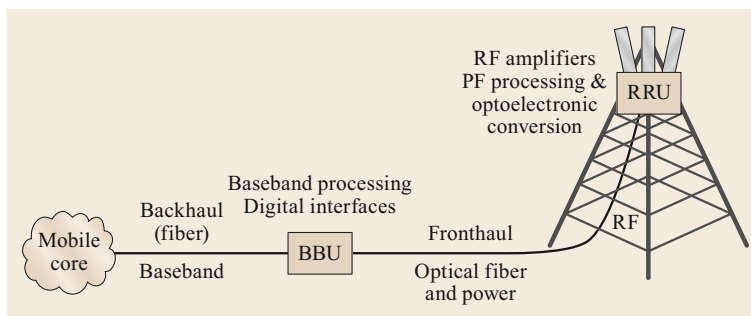 RF amplifiers
PF processing &
optoelectronic
conversion
RRU
Baseband processing
Digital interfaces
Backhaul
(fiber)
Mobile
core
Baseband
BBU
Fronthaul
Optical fiber
and power
RF